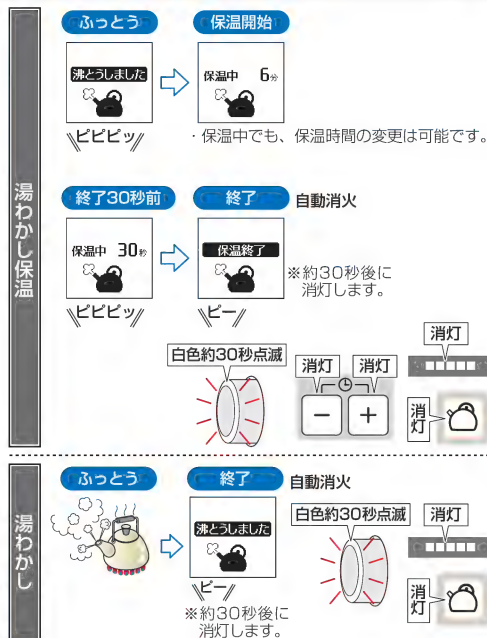 湯わかし保温
ふっとう
保温開始
沸とうしました
保温中 6分
ピピピッ
・保温中でも、保温時間の変更は可能です。
終了30秒前
終了
自動消火
保温中 30秒
保温終了
※約30秒後に
消灯します。
ピピピッ
ピー
白色約30秒点滅
消灯
消灯
消灯
− +
消灯
湯わかし
ふっとう
終了
自動消火
沸とうしました
白色約30秒点滅
消灯
ピー
※約30秒後に
消灯します。
消灯